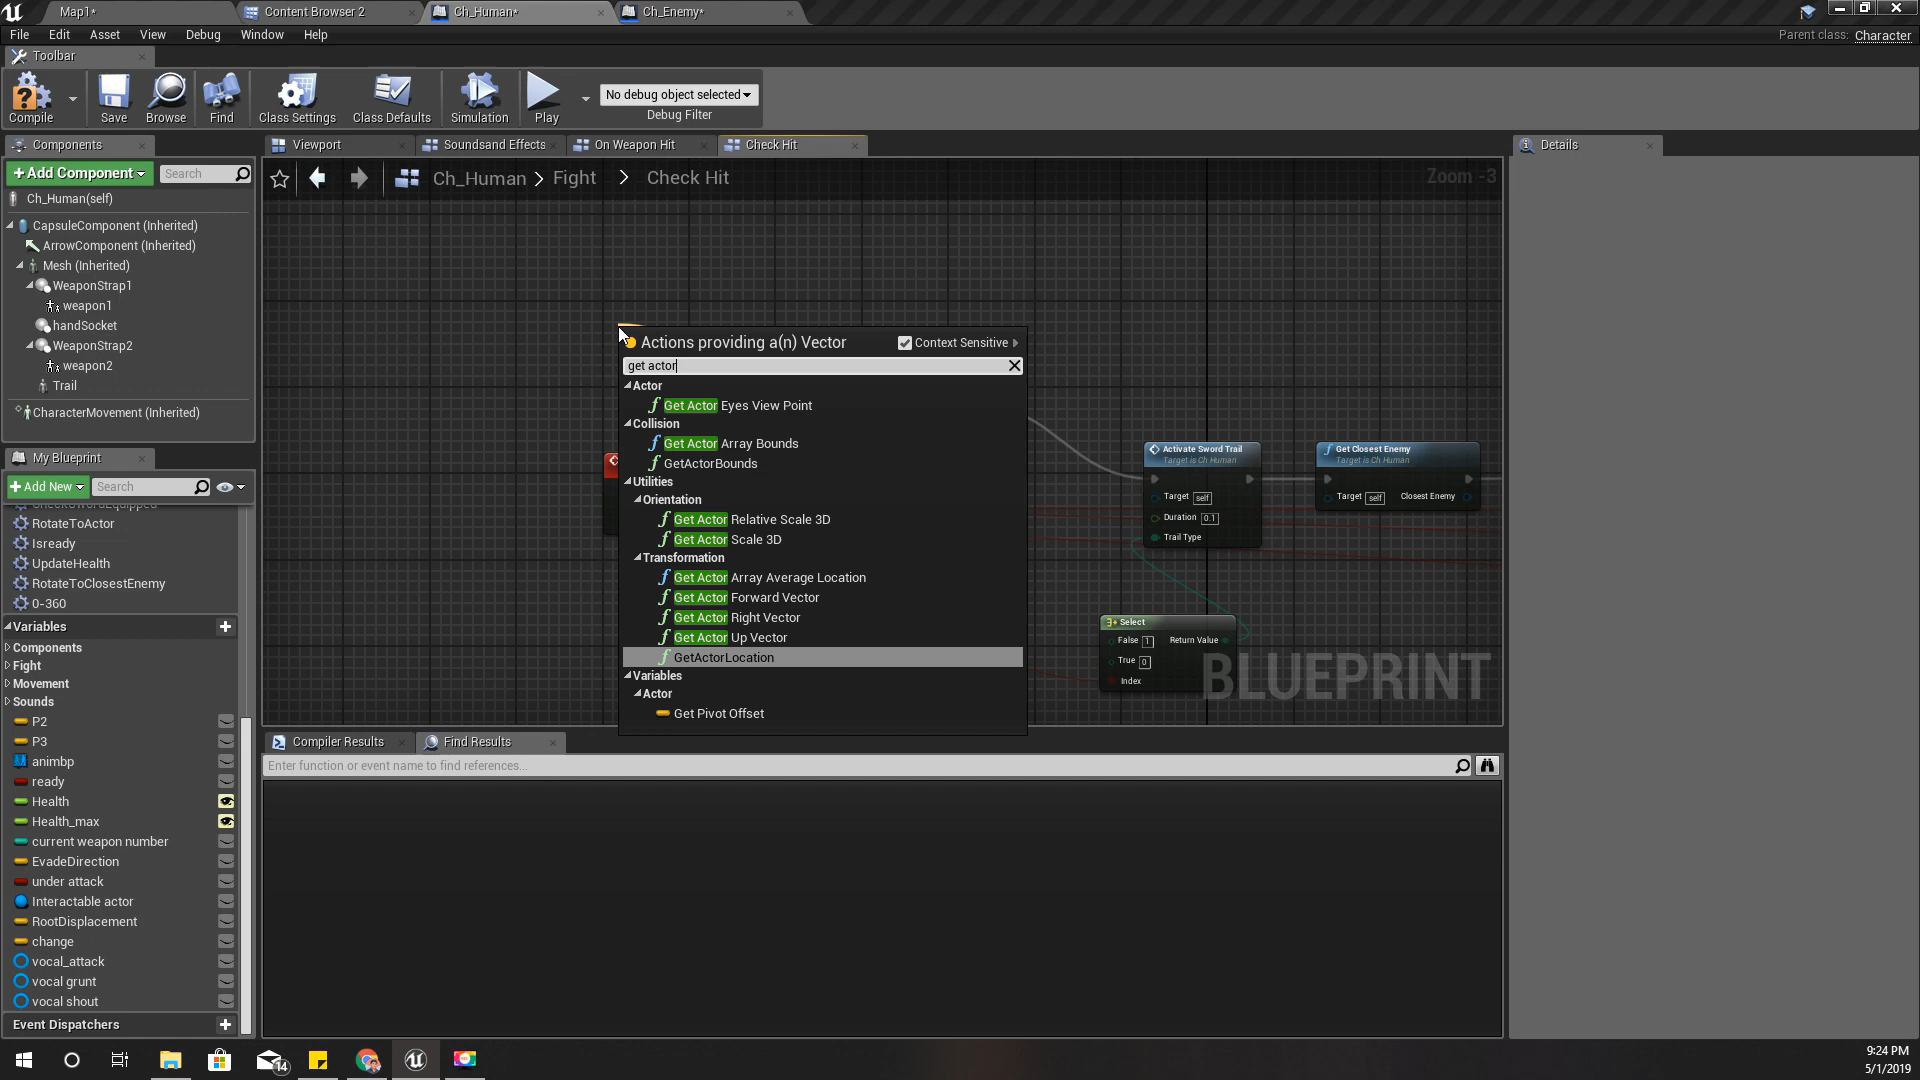 Map1*
Content Browser 2
Ch_Human*
Ch_Enemy*
File
Edit
Asset
View
Debug
Window
Help
Parent class: Character
Toolbar
Compile
Save
Browse
Find
Class Settings
Class Defaults
Simulation
Play
No debug object selected
Debug Filter
Components
+Add Component
Search
Ch_Human(self)
CapsuleComponent (Inherited)
ArrowComponent (Inherited)
Mesh (Inherited)
WeaponStrap1
weapon1
handSocket
WeaponStrap2
weapon2
Trail
CharacterMovement (Inherited)
My Blueprint
+Add New
Search
CheckSwordEquipped
RotateToActor
Isready
UpdateHealth
RotateToClosestEnemy
0-360
Variables
Components
Fight
Movement
Sounds
P2
P3
animbp
ready
Health
Health_max
current weapon number
EvadeDirection
under attack
Interactable actor
RootDisplacement
change
vocal_attack
vocal grunt
vocal shout
Event Dispatchers
Viewport
Soundsand Effects
On Weapon Hit
Check Hit
Ch_Human > Fight > Check Hit
Zoom -3
Actions providing a(n) Vector
Context Sensitive
get actor
Actor
Get Actor Eyes View Point
Collision
Get Actor Array Bounds
GetActorBounds
Utilities
Orientation
Get Actor Relative Scale 3D
Get Actor Scale 3D
Transformation
Get Actor Array Average Location
Get Actor Forward Vector
Get Actor Right Vector
Get Actor Up Vector
GetActorLocation
Variables
Actor
Get Pivot Offset
Activate Sword Trail
Target is Ch Human
Target self
Duration 0.1
Trail Type
Get Closest Enemy
Target is Ch Human
Target self
Closest Enemy
Select
False 1
Return Value
True 0
Index
BLUEPRINT
Compiler Results
Find Results
Enter function or event name to find references...
Details
14
9:24 PM
5/1/2019